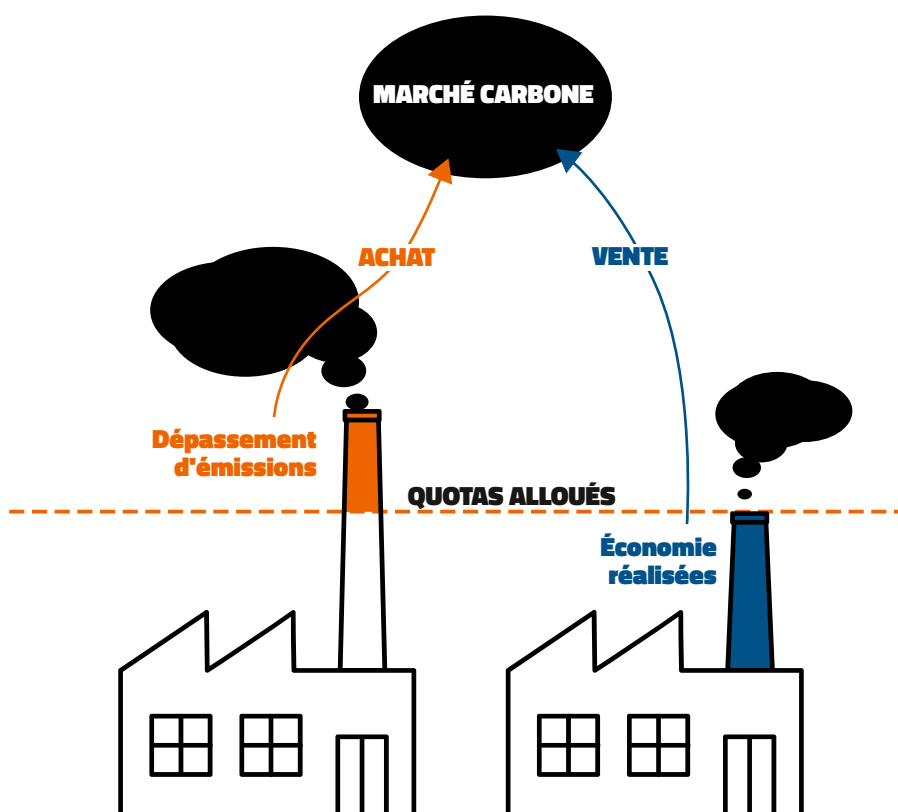 MARCHÉ CARBONE
ACHAT
VENTE
Dépassement
d'émissions
QUOTAS ALLOUÉS
Économie
réalisées